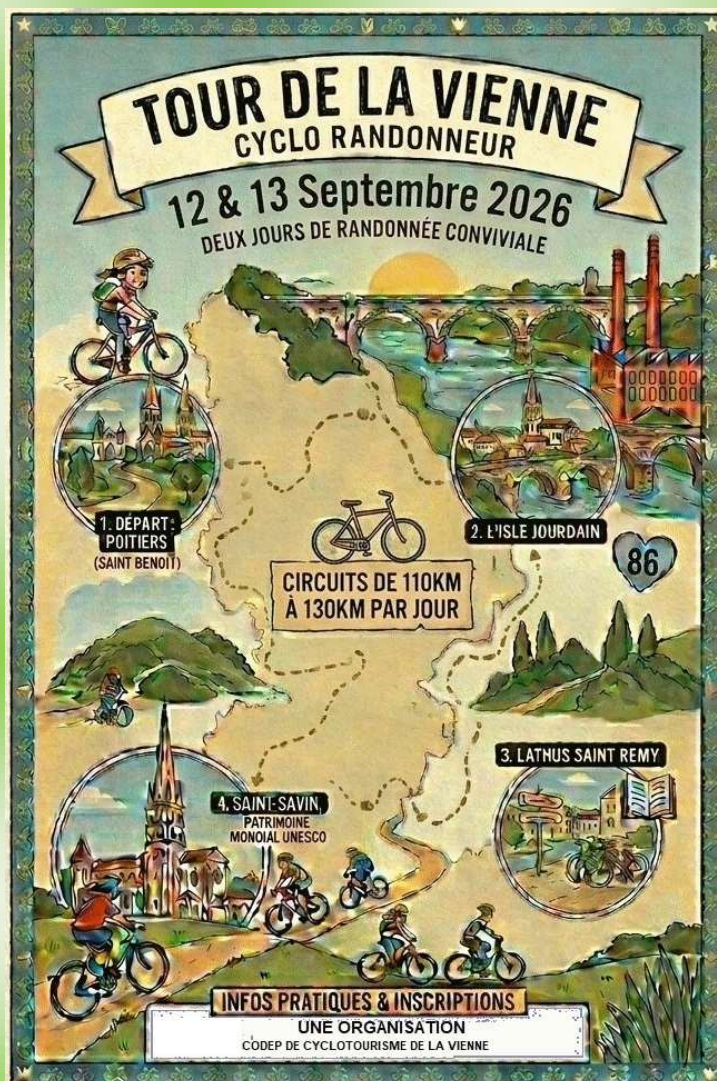 TOUR DE LA VIENNE
CYCLO RANDONNEUR
12 & 13 Septembre 2026
DEUX JOURS DE RANDONNÉE CONVIVIALE
1. DÉPART:
POITIERS
(SAINT BENOIT)
2. L'ISLE JOURDAIN
86
CIRCUITS DE 110KM
À 130KM PAR JOUR
3. LATHUS SAINT REMY
4. SAINT-SAVIN,
PATRIMOINE
MONOIAL UNESCO
INFOS PRATIQUES & INSCRIPTIONS
UNE ORGANISATION
CODEP DE CYCLOTOURISME DE LA VIENNE